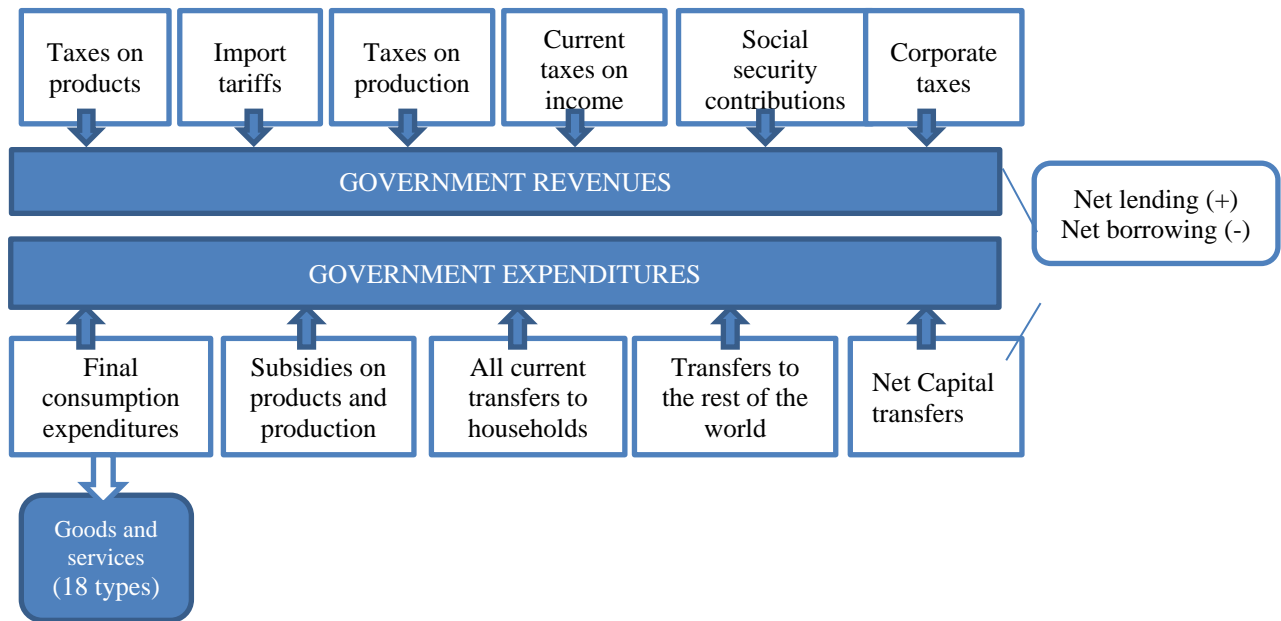 Taxes on
products
Import
tariffs
Taxes on
production
Current
taxes on
income
Social
security
contributions
Corporate
taxes
GOVERNMENT REVENUES
Net lending (+)
Net borrowing (-)
GOVERNMENT EXPENDITURES
Final
consumption
expenditures
Subsidies on
products and
production
All current
transfers to
households
Transfers to
the rest of the
world
Net Capital
transfers
Goods and
services
(18 types)